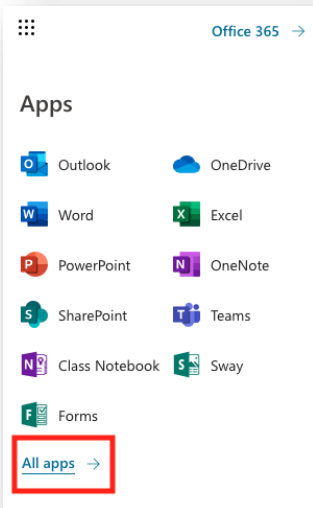 Office 365 →
Apps
Outlook OneDrive
Word Excel
PowerPoint OneNote
SharePoint Teams
Class Notebook Sway
Forms
All apps →